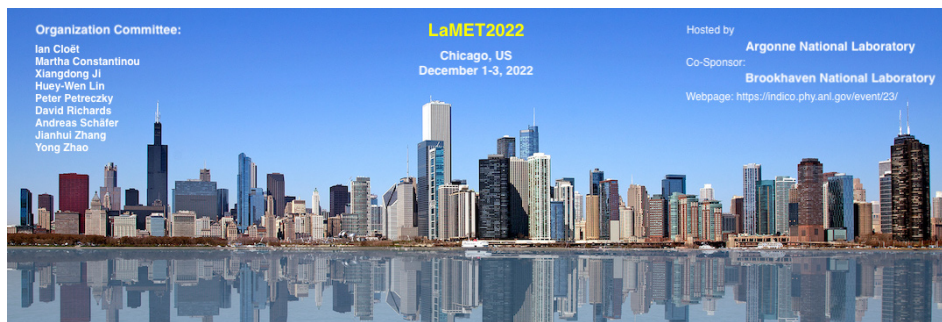 Organization Committee:
Ian Cloët
Martha Constantinou
Xiangdong Ji
Huey-Wen Lin
Peter Petreczky
David Richards
Andreas Schäfer
Jianhui Zhang
Yong Zhao
LaMET2022
Chicago, US
December 1-3, 2022
Hosted by
Argonne National Laboratory
Co-Sponsor:
Brookhaven National Laboratory
Webpage: https://indico.phy.anl.gov/event/23/